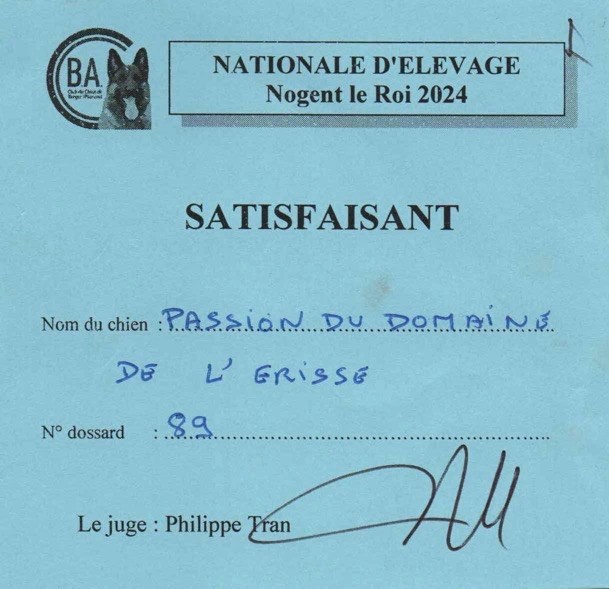 C.B.A.
NATIONALE D'ELEVAGE
Nogent le Roi 2024
SATISFAISANT
Nom du chien : PASSION DU DOMAINE
DE L' ERISSE
N° dossard : 89
Le juge : Philippe Tran